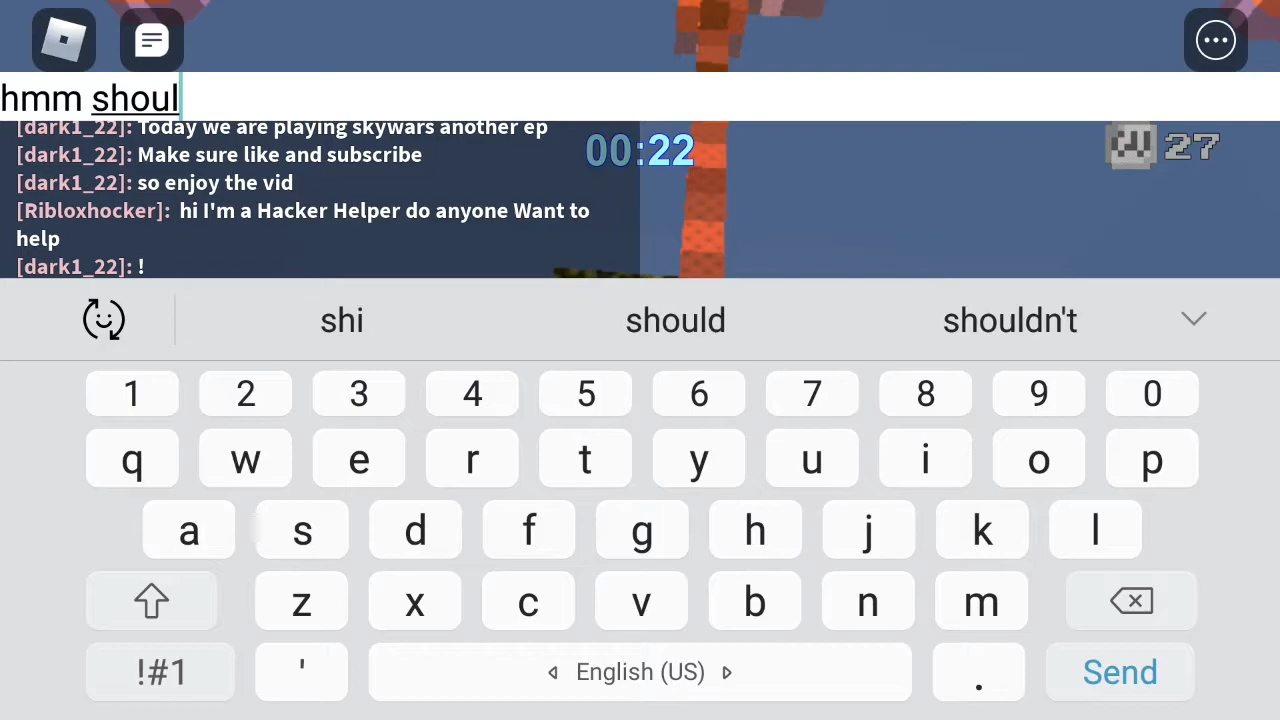 hmm shoul
[dark1_22]: Today we are playing skywars another ep
[dark1_22]: Make sure like and subscribe
[dark1_22]: so enjoy the vid
[Ribloxhocker]: hi I'm a Hacker Helper do anyone Want to
help
[dark1_22]: !
00:22
27
shi should shouldn't
1 2 3 4 5 6 7 8 9 0
q w e r t y u i o p
a s d f g h j k l
z x c v b n m
!#1 ' English (US) . Send